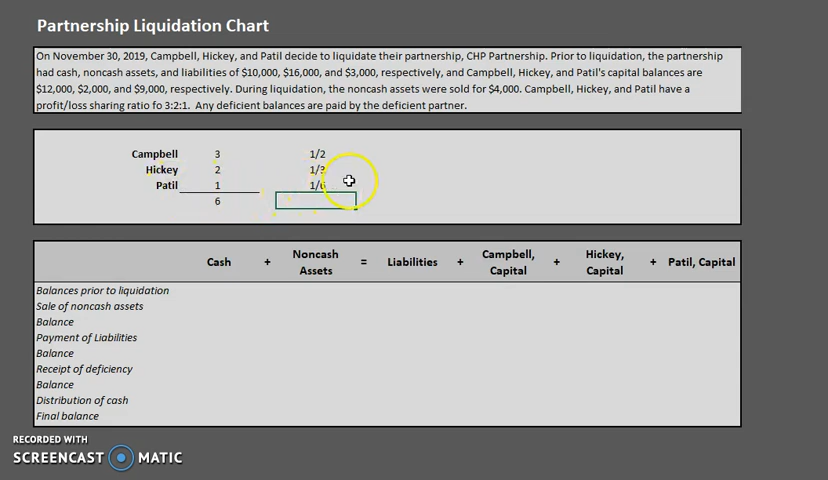 Partnership Liquidation Chart
On November 30, 2019, Campbell, Hickey, and Patil decide to liquidate their partnership, CHP Partnership. Prior to liquidation, the partnership
had cash, noncash assets, and liabilities of $10,000, $16,000, and $3,000, respectively, and Campbell, Hickey, and Patil's capital balances are
$12,000, $2,000, and $9,000, respectively. During liquidation, the noncash assets were sold for $4,000. Campbell, Hickey, and Patil have a
profit/loss sharing ratio fo 3:2:1. Any deficient balances are paid by the deficient partner.
Campbell 3 1/2
Hickey 2 1/3
Patil 1 1/6
6
Cash + Noncash Assets = Liabilities + Campbell, Capital + Hickey, Capital + Patil, Capital
Balances prior to liquidation
Sale of noncash assets
Balance
Payment of Liabilities
Balance
Receipt of deficiency
Balance
Distribution of cash
Final balance
RECORDED WITH
SCREENCAST MATIC